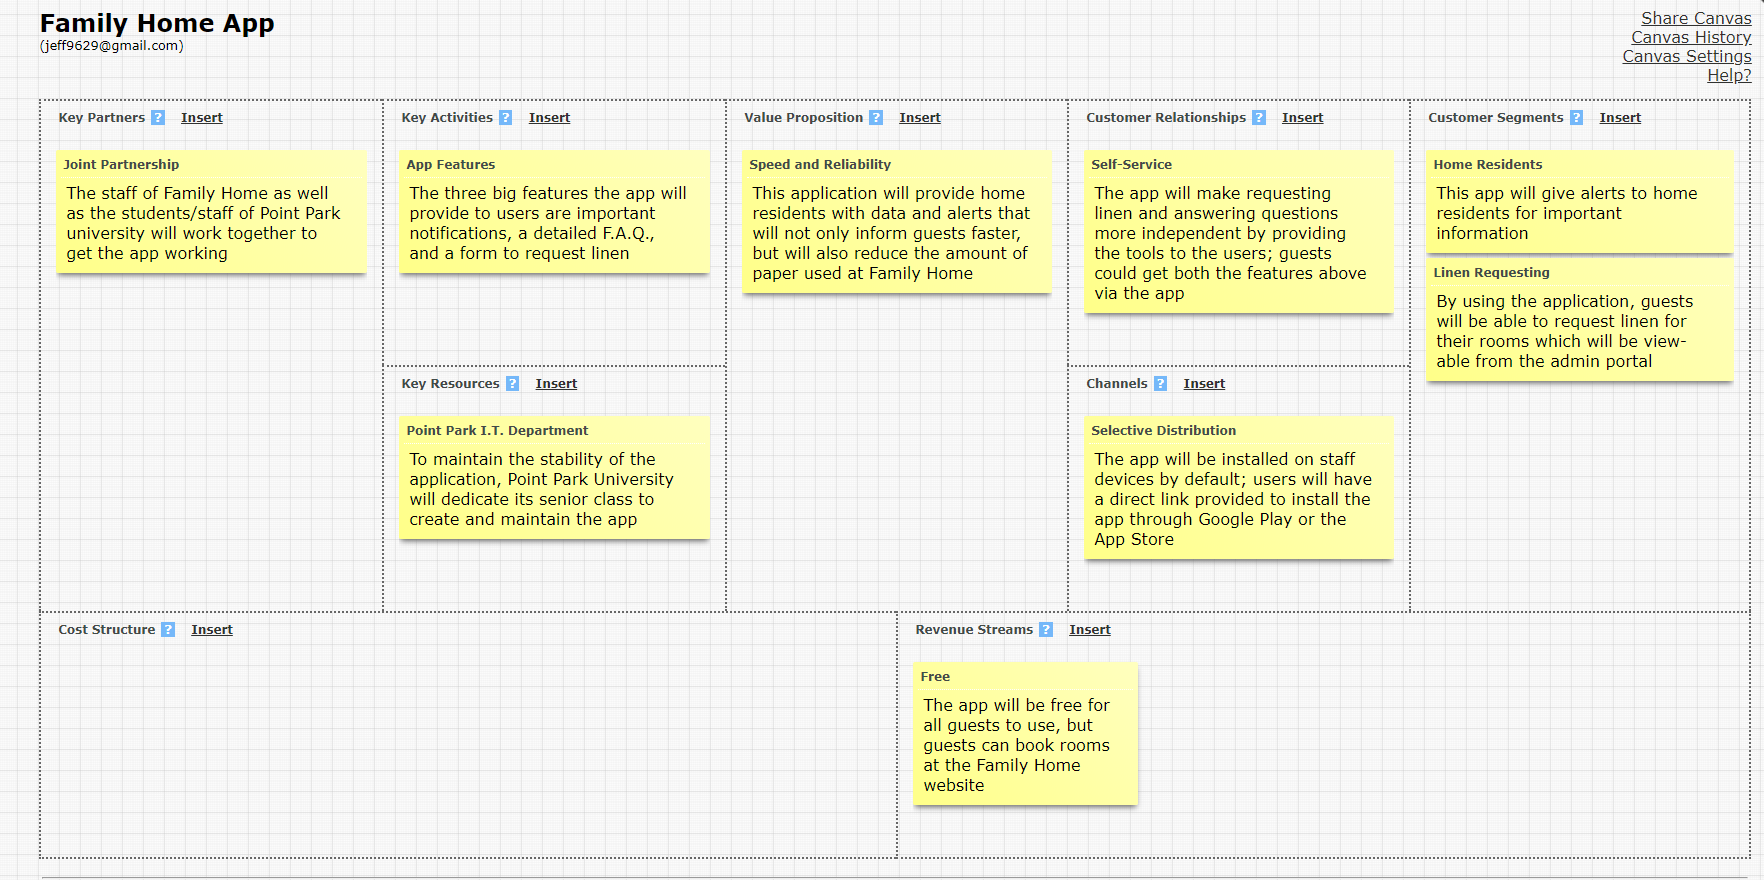 Family Home App
(jeff9629@gmail.com)
Share Canvas
Canvas History
Canvas Settings
Help?
Key Partners ? Insert
Joint Partnership
The staff of Family Home as well
as the students/staff of Point Park
university will work together to
get the app working
Key Activities ? Insert
App Features
The three big features the app will
provide to users are important
notifications, a detailed F.A.Q.,
and a form to request linen
Key Resources ? Insert
Point Park I.T. Department
To maintain the stability of the
application, Point Park University
will dedicate its senior class to
create and maintain the app
Value Proposition ? Insert
Speed and Reliability
This application will provide home
residents with data and alerts that
will not only inform guests faster,
but will also reduce the amount of
paper used at Family Home
Customer Relationships ? Insert
Self-Service
The app will make requesting
linen and answering questions
more independent by providing
the tools to the users; guests
could get both the features above
via the app
Channels ? Insert
Selective Distribution
The app will be installed on staff
devices by default; users will have
a direct link provided to install the
app through Google Play or the
App Store
Customer Segments ? Insert
Home Residents
This app will give alerts to home
residents for important
information
Linen Requesting
By using the application, guests
will be able to request linen for
their rooms which will be view-
able from the admin portal
Cost Structure ? Insert
Revenue Streams ? Insert
Free
The app will be free for
all guests to use, but
guests can book rooms
at the Family Home
website